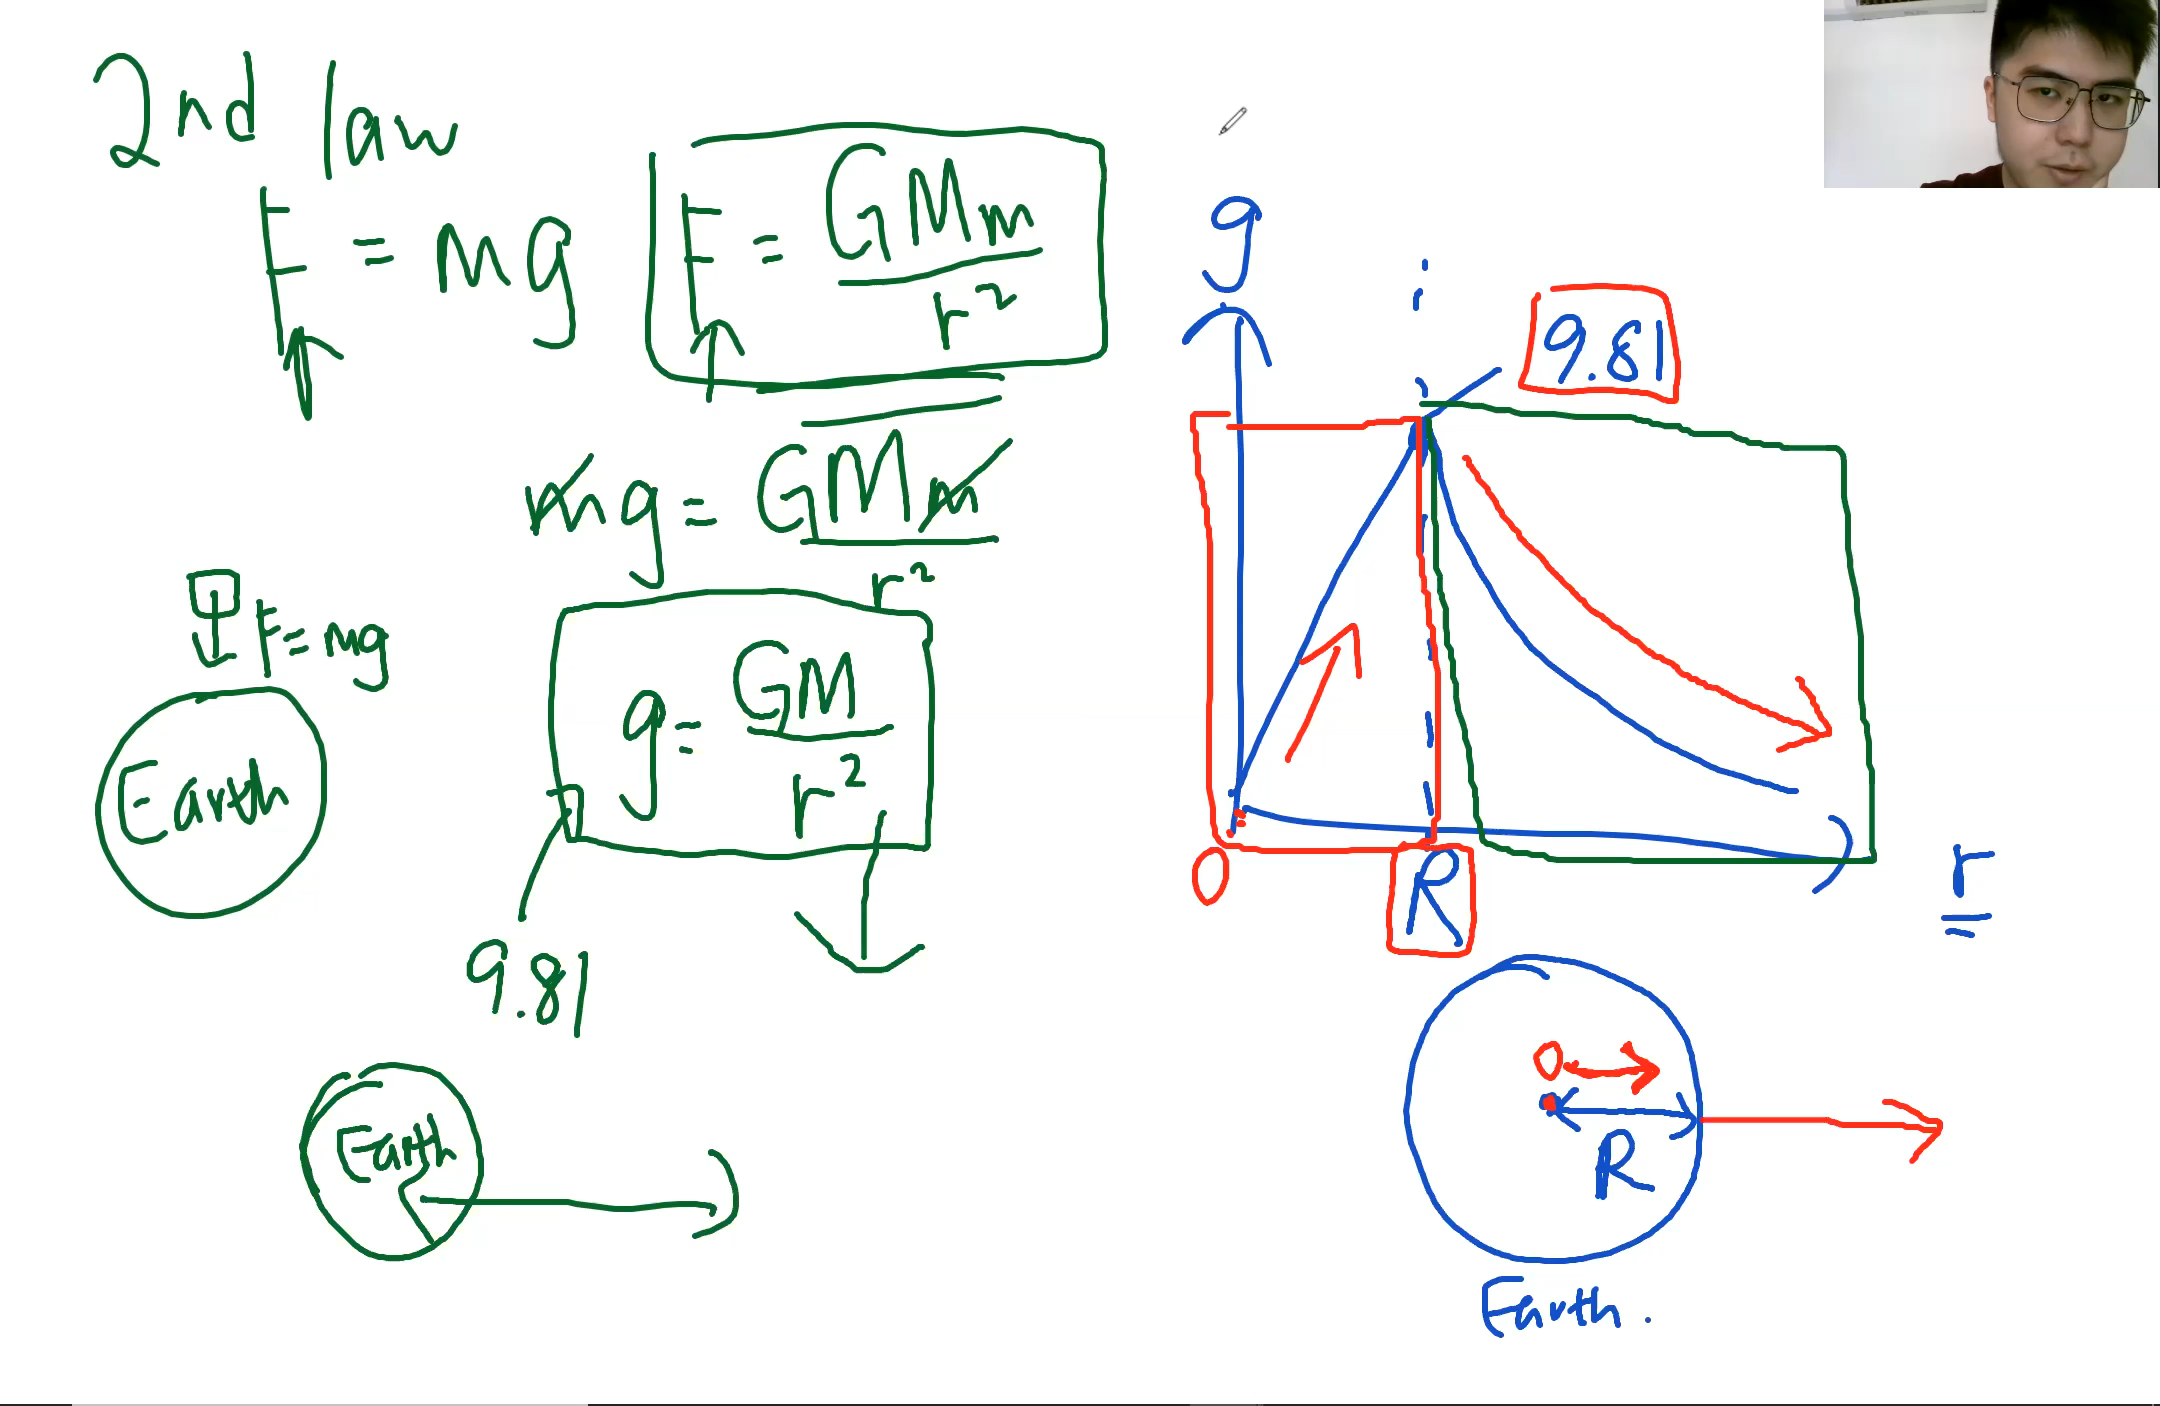 2nd law
F = mg
F = GMm / r²
mg = GMm / r²
F = mg
Earth
g = GM / r²
9.81
Earth
g
9.81
0
R
r
0
R
Earth.